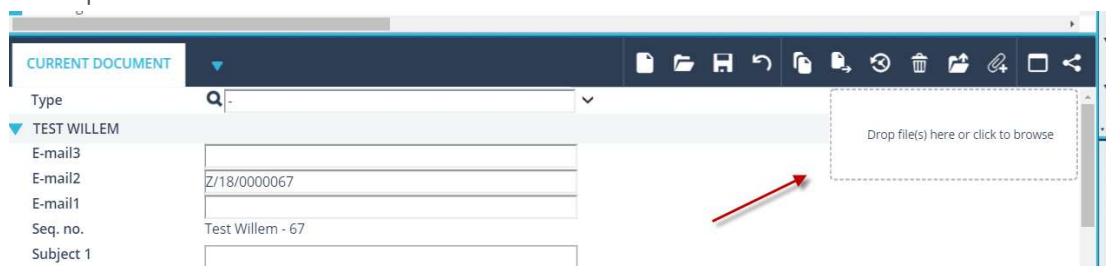 CURRENT DOCUMENT
Type -
Drop file(s) here or click to browse
TEST WILLEM
E-mail3
E-mail2 Z/18/0000067
E-mail1
Seq. no. Test Willem - 67
Subject 1